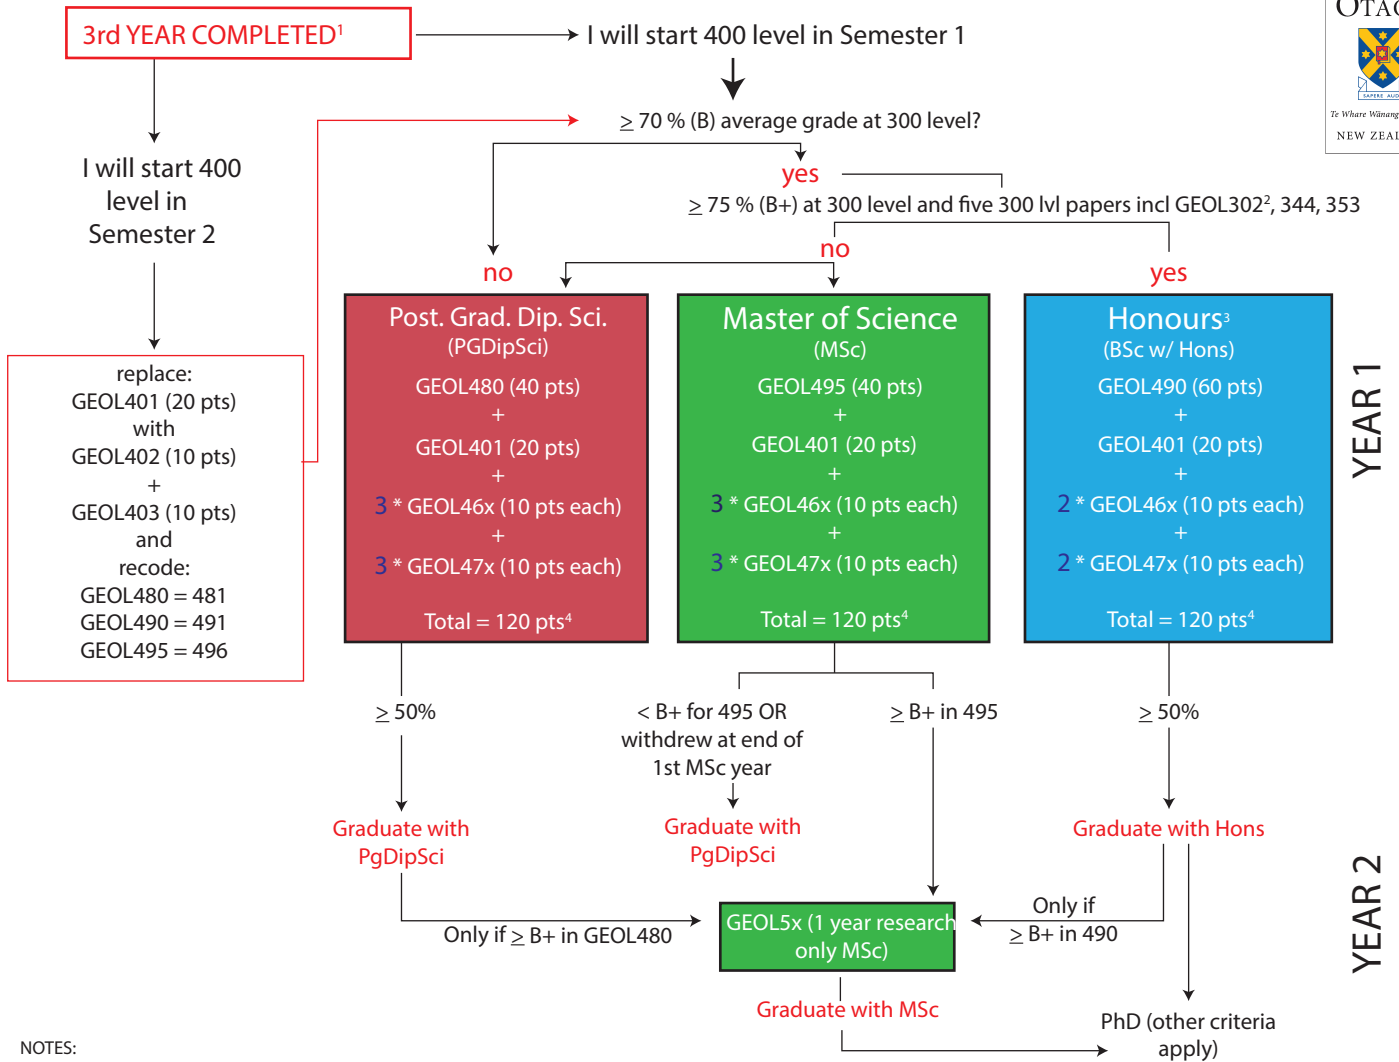 3rd YEAR COMPLETED1
I will start 400 level in Semester 1
≥ 70 % (B) average grade at 300 level?
I will start 400
level in
Semester 2
yes
≥ 75 % (B+) at 300 level and five 300 lvl papers incl GEOL3022, 344, 353
no
no
yes
replace:
GEOL401 (20 pts)
with
GEOL402 (10 pts)
+
GEOL403 (10 pts)
and
recode:
GEOL480 = 481
GEOL490 = 491
GEOL495 = 496
Post. Grad. Dip. Sci.
(PGDipSci)
GEOL480 (40 pts)
+
GEOL401 (20 pts)
+
3 * GEOL46x (10 pts each)
+
3 * GEOL47x (10 pts each)
Total = 120 pts4
Master of Science
(MSc)
GEOL495 (40 pts)
+
GEOL401 (20 pts)
+
3 * GEOL46x (10 pts each)
+
3 * GEOL47x (10 pts each)
Total = 120 pts4
Honours3
(BSc w/ Hons)
GEOL490 (60 pts)
+
GEOL401 (20 pts)
+
2 * GEOL46x (10 pts each)
+
2 * GEOL47x (10 pts each)
Total = 120 pts4
YEAR 1
≥ 50%
< B+ for 495 OR
withdrew at end of
1st MSc year
≥ B+ in 495
≥ 50%
Graduate with
PgDipSci
Graduate with
PgDipSci
Graduate with Hons
Only if ≥ B+ in GEOL480
GEOL5x (1 year research
only MSc)
Only if
≥ B+ in 490
YEAR 2
Graduate with MSc
PhD (other criteria
apply)
NOTES:
SAPERE AUD
Te Whare Wānang
NEW ZEAL